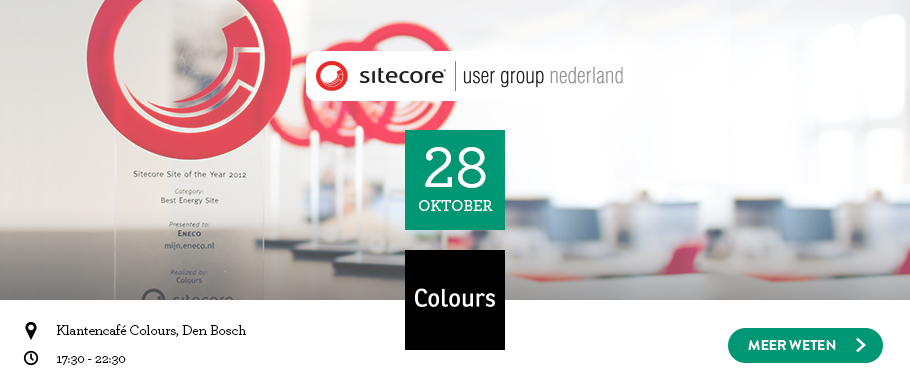 sitecore® | user group nederland
Sitecore Site of the Year 2012
Category:
Best Energy Site
Presented to:
ENECO
mijn.eneco.nl
Realized by:
Colours
sitecore
28
OKTOBER
Colours
Klantencafé Colours, Den Bosch
17:30 - 22:30
MEER WETEN